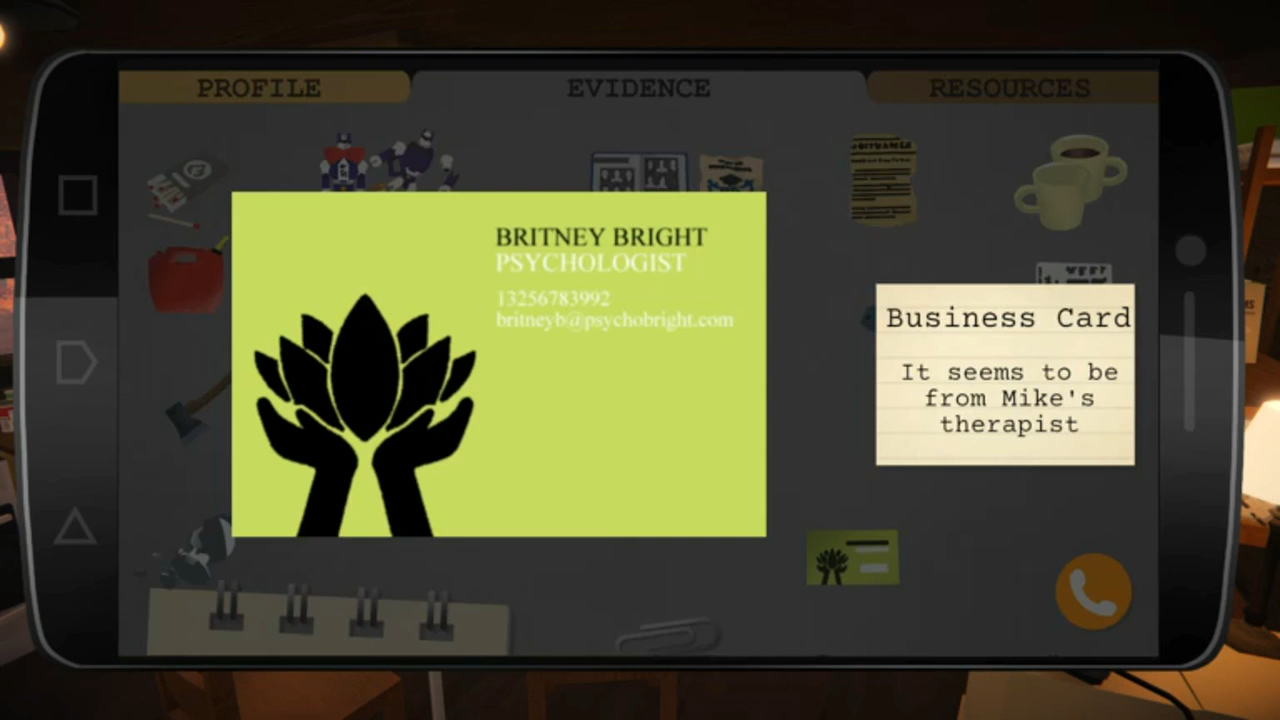 PROFILE
EVIDENCE
RESOURCES
BRITNEY BRIGHT
PSYCHOLOGIST
13256783992
britneyb@psychobright.com
Business Card
It seems to be
from Mike's
therapist